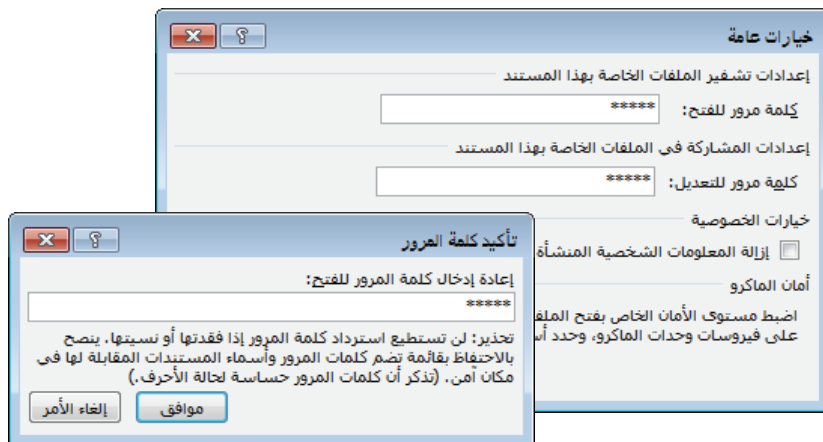 خيارات عامة
إعدادات تشفير الملفات الخاصة بهذا المستند
كلمة مرور للفتح: *****
إعدادات المشاركة في الملفات الخاصة بهذا المستند
كلمة مرور للتعديل: *****
خيارات الخصوصية
إزالة المعلومات الشخصية المنشأة
أمان الماكرو
اضبط مستوى الأمان الخاص بفتح
على فيروسات وحدات الماكرو، وحدد
تأكيد كلمة المرور
إعادة إدخال كلمة المرور للفتح:
*****
تحذير: لن تستطيع استرداد كلمة المرور إذا فقدتها أو نسيتها. ينصح
بالاحتفاظ بقائمة تضم كلمات المرور وأسماء المستندات المقابلة لها في
مكان آمن. (تذكر أن كلمات المرور حساسة لحالة الأحرف.)
موافق إلغاء الأمر